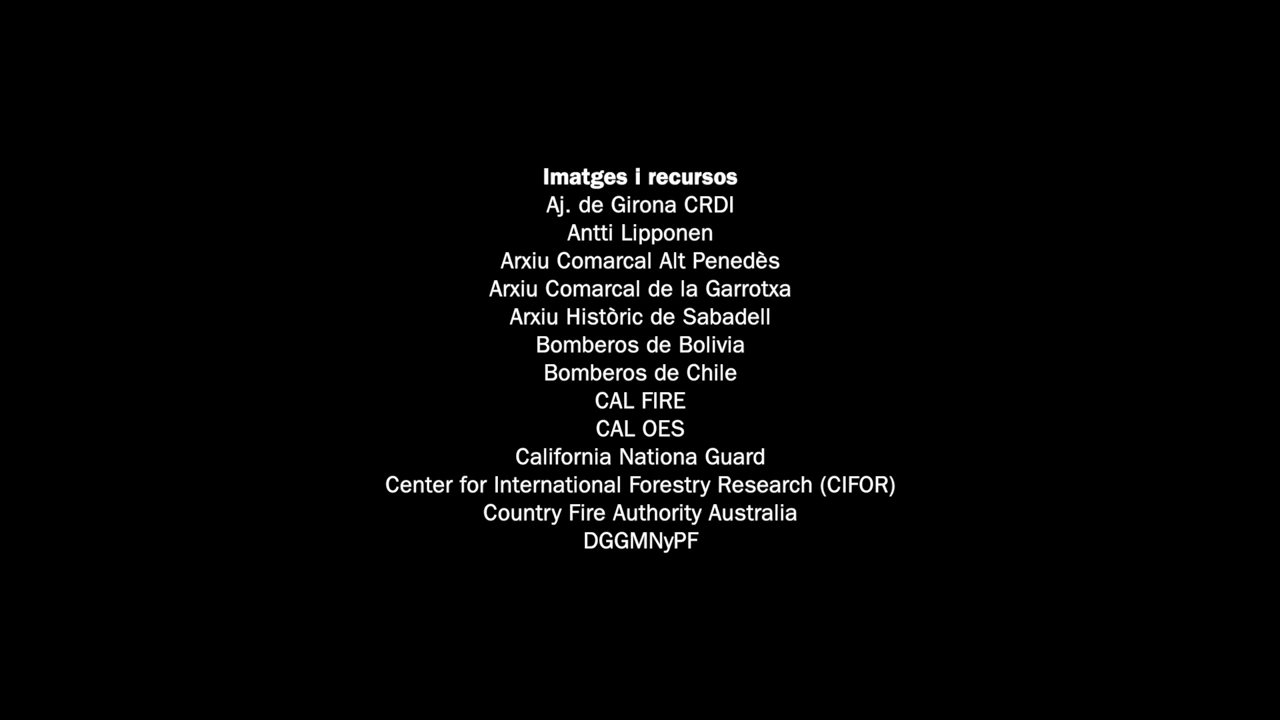 Imatges i recursos
Aj. de Girona CRDI
Antti Lipponen
Arxiu Comarcal Alt Penedès
Arxiu Comarcal de la Garrotxa
Arxiu Històric de Sabadell
Bomberos de Bolivia
Bomberos de Chile
CAL FIRE
CAL OES
California Nationa Guard
Center for International Forestry Research (CIFOR)
Country Fire Authority Australia
DGGMNyPF